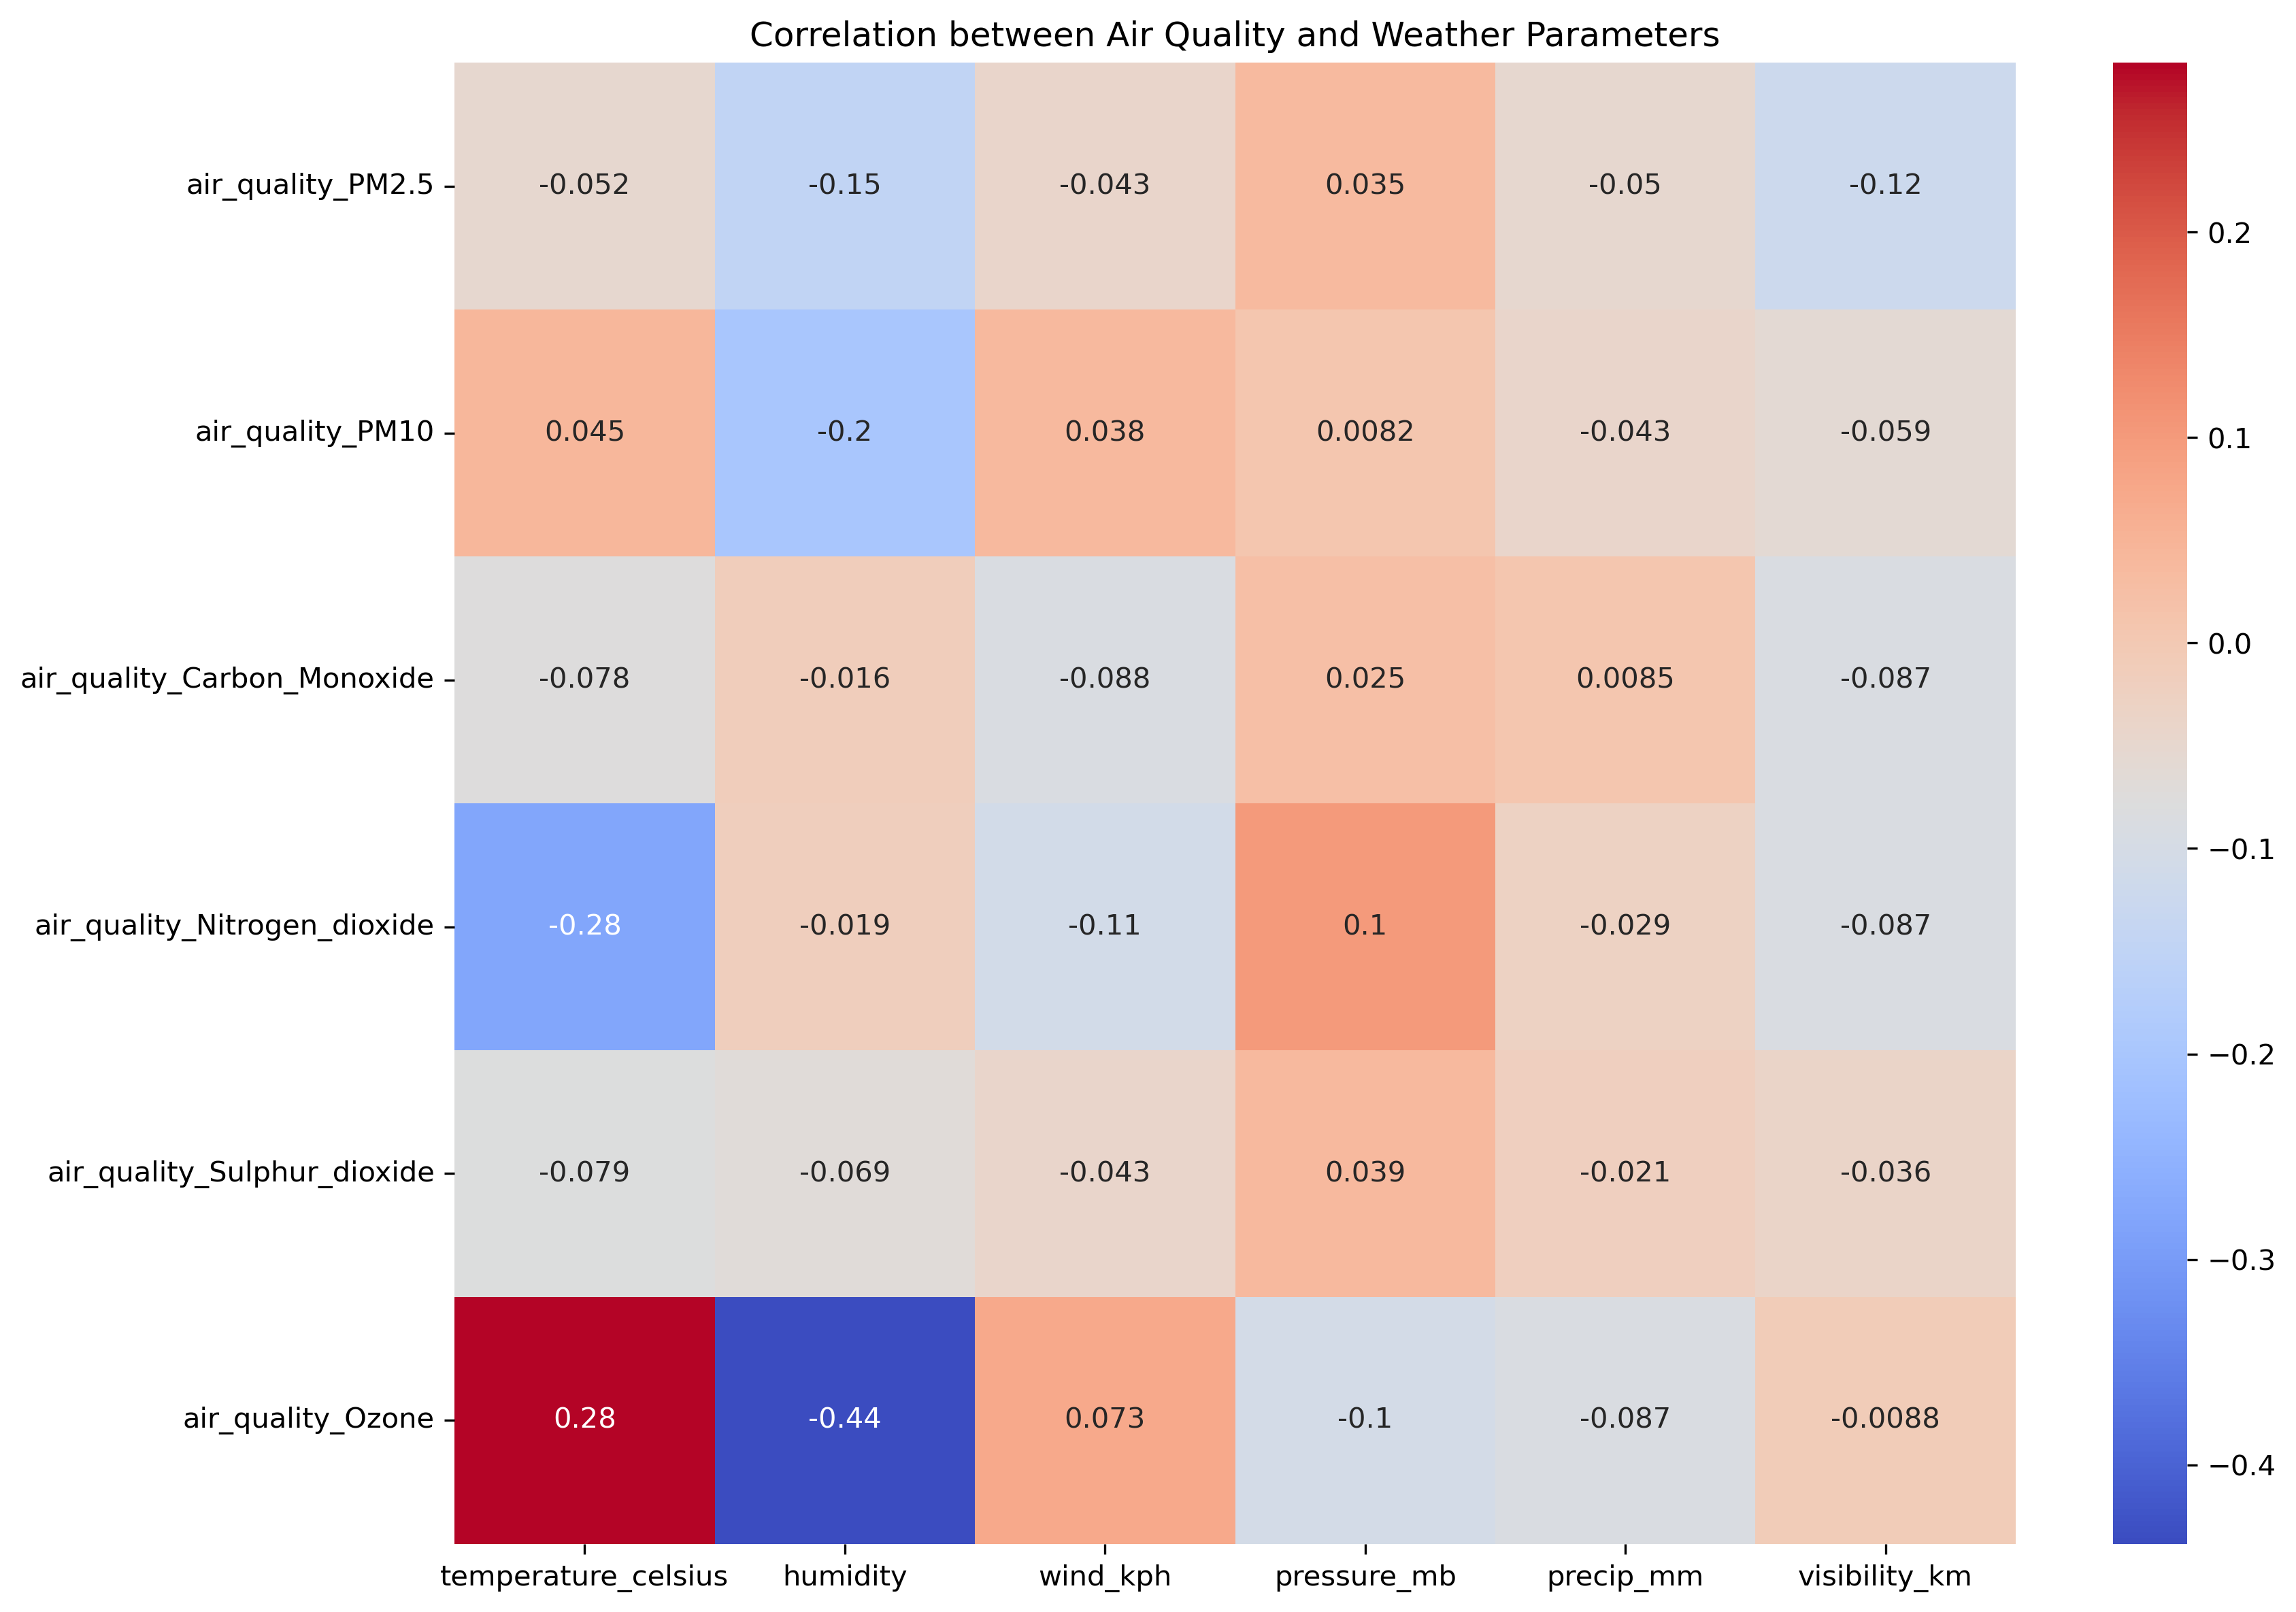 Correlation between Air Quality and Weather Parameters
air_quality_PM2.5 -0.052 -0.15 -0.043 0.035 -0.05 -0.12
air_quality_PM10 0.045 -0.2 0.038 0.0082 -0.043 -0.059
air_quality_Carbon_Monoxide -0.078 -0.016 -0.088 0.025 0.0085 -0.087
air_quality_Nitrogen_dioxide -0.28 -0.019 -0.11 0.1 -0.029 -0.087
air_quality_Sulphur_dioxide -0.079 -0.069 -0.043 0.039 -0.021 -0.036
air_quality_Ozone 0.28 -0.44 0.073 -0.1 -0.087 -0.0088
temperature_celsius humidity wind_kph pressure_mb precip_mm visibility_km
0.2
0.1
0.0
−0.1
−0.2
−0.3
−0.4